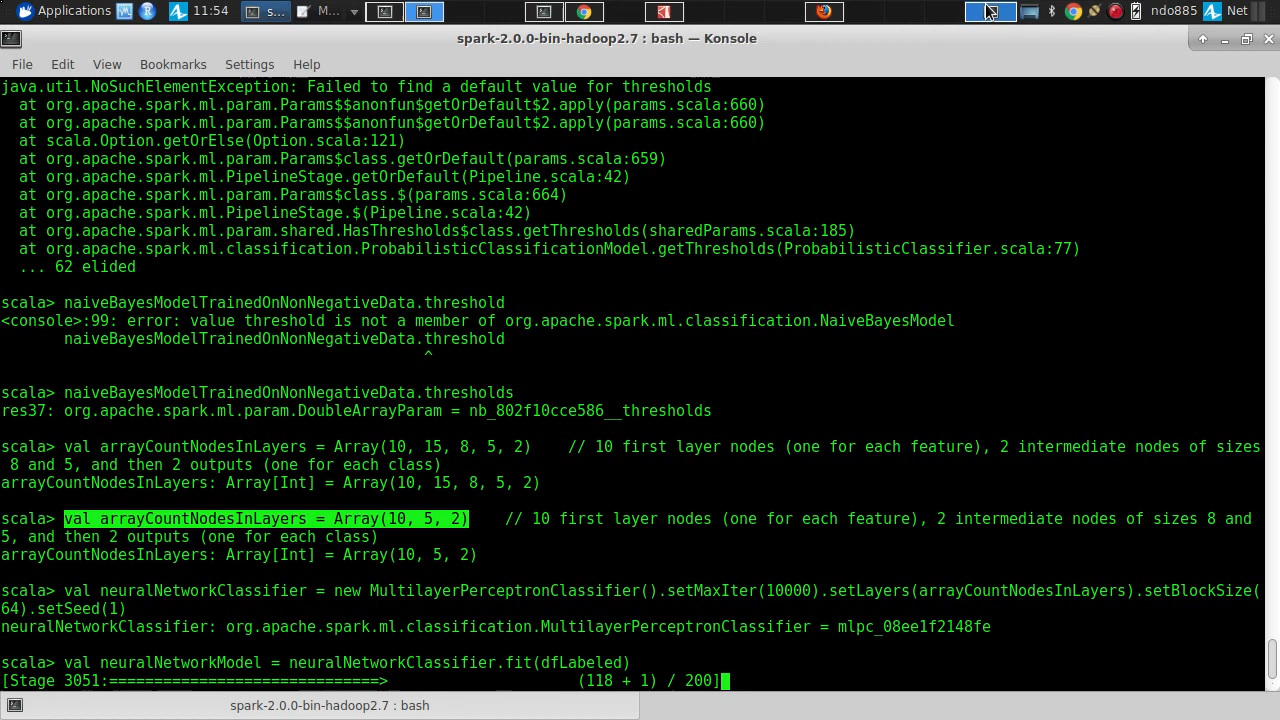 Applications 11:54 s... M... ndo885 Net
spark-2.0.0-bin-hadoop2.7 : bash — Konsole
File Edit View Bookmarks Settings Help
java.util.NoSuchElementException: Failed to find a default value for thresholds
at org.apache.spark.ml.param.Params$$anonfun$getOrDefault$2.apply(params.scala:660)
at org.apache.spark.ml.param.Params$$anonfun$getOrDefault$2.apply(params.scala:660)
at scala.Option.getOrElse(Option.scala:121)
at org.apache.spark.ml.param.Params$class.getOrDefault(params.scala:659)
at org.apache.spark.ml.PipelineStage.getOrDefault(Pipeline.scala:42)
at org.apache.spark.ml.param.Params$class.$(params.scala:664)
at org.apache.spark.ml.PipelineStage.$(Pipeline.scala:42)
at org.apache.spark.ml.param.shared.HasThresholds$class.getThresholds(sharedParams.scala:185)
at org.apache.spark.ml.classification.ProbabilisticClassificationModel.getThresholds(ProbabilisticClassifier.scala:77)
... 62 elided
scala> naiveBayesModelTrainedOnNonNegativeData.threshold
<console>:99: error: value threshold is not a member of org.apache.spark.ml.classification.NaiveBayesModel
naiveBayesModelTrainedOnNonNegativeData.threshold
^
scala> naiveBayesModelTrainedOnNonNegativeData.thresholds
res37: org.apache.spark.ml.param.DoubleArrayParam = nb_802f10cce586__thresholds
scala> val arrayCountNodesInLayers = Array(10, 15, 8, 5, 2) // 10 first layer nodes (one for each feature), 2 intermediate nodes of sizes
8 and 5, and then 2 outputs (one for each class)
arrayCountNodesInLayers: Array[Int] = Array(10, 15, 8, 5, 2)
scala> val arrayCountNodesInLayers = Array(10, 5, 2) // 10 first layer nodes (one for each feature), 2 intermediate nodes of sizes 8 and
5, and then 2 outputs (one for each class)
arrayCountNodesInLayers: Array[Int] = Array(10, 5, 2)
scala> val neuralNetworkClassifier = new MultilayerPerceptronClassifier().setMaxIter(10000).setLayers(arrayCountNodesInLayers).setBlockSize(
64).setSeed(1)
neuralNetworkClassifier: org.apache.spark.ml.classification.MultilayerPerceptronClassifier = mlpc_08ee1f2148fe
scala> val neuralNetworkModel = neuralNetworkClassifier.fit(dfLabeled)
[Stage 3051:==============================> (118 + 1) / 200]
spark-2.0.0-bin-hadoop2.7 : bash